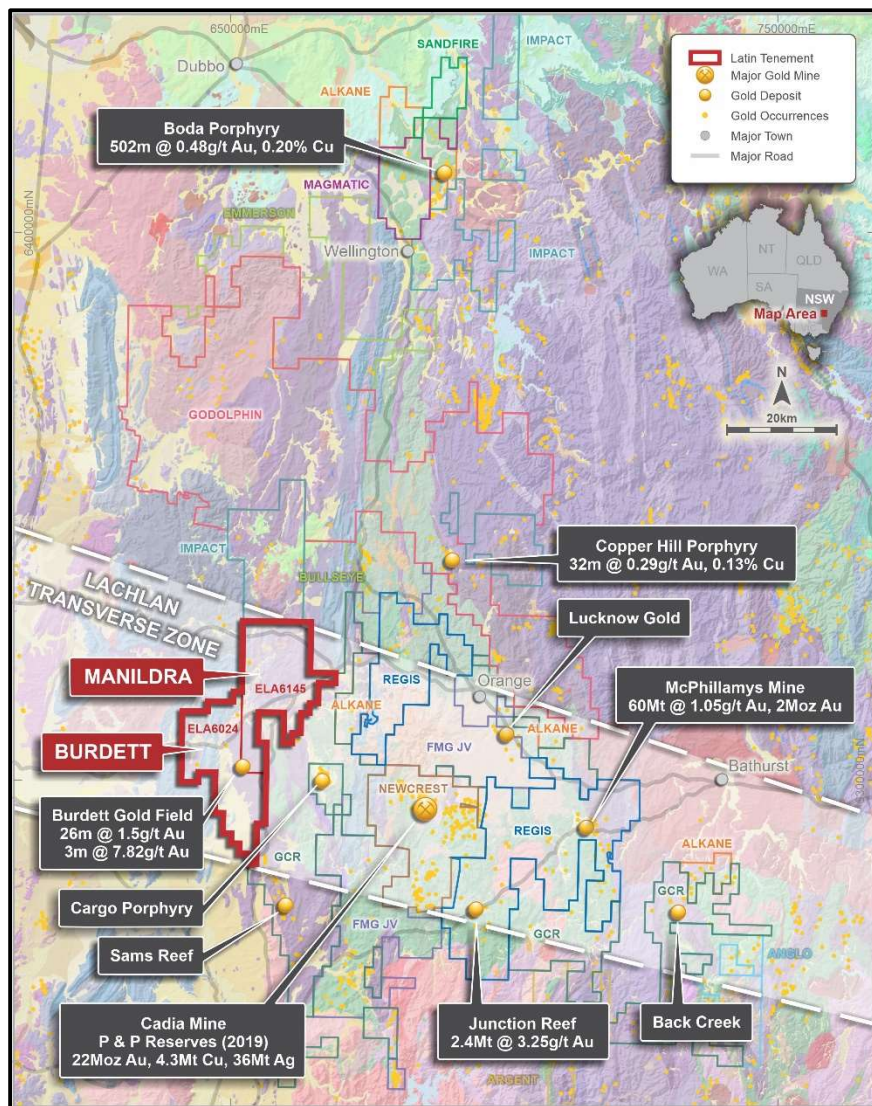 650000mE
750000mE
6400000mN
Dubbo
SANDFIRE
IMPACT
ALKANE
Boda Porphyry
502m @ 0.48g/t Au, 0.20% Cu
MAGMATIC
EMMERSON
Wellington
IMPACT
Latin Tenement
Major Gold Mine
Gold Deposit
Gold Occurrences
Major Town
Major Road
WA
NT
QLD
SA
NSW
Map Area
N
20km
GODOLPHIN
IMPACT
BULLSEYE
Copper Hill Porphyry
32m @ 0.29g/t Au, 0.13% Cu
LACHLAN
TRANSVERSE ZONE
Lucknow Gold
MANILDRA
ELA6145
REGIS
Orange
McPhillamys Mine
60Mt @ 1.05g/t Au, 2Moz Au
ALKANE
ELA6024
BURDETT
FMG JV
ALKANE
Bathurst
Burdett Gold Field
26m @ 1.5g/t Au
3m @ 7.82g/t Au
NEWCREST
REGIS
GCR
ALKANE
GCR
Cargo Porphyry
FMG JV
GCR
Sams Reef
ANGLO
Cadia Mine
P & P Reserves (2019)
22Moz Au, 4.3Mt Cu, 36Mt Ag
Junction Reef
2.4Mt @ 3.25g/t Au
Back Creek
ARGENT